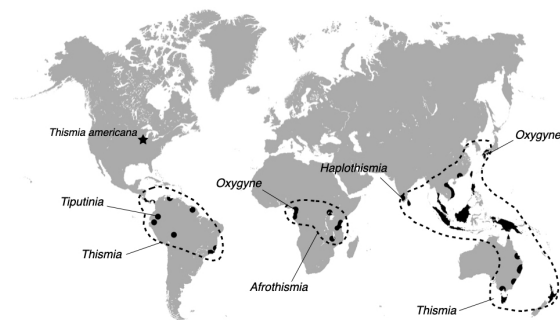 Thismia americana
Oxygyne
Haplothismia
Oxygyne
Tiputinia
Thismia
Afrothismia
Thismia